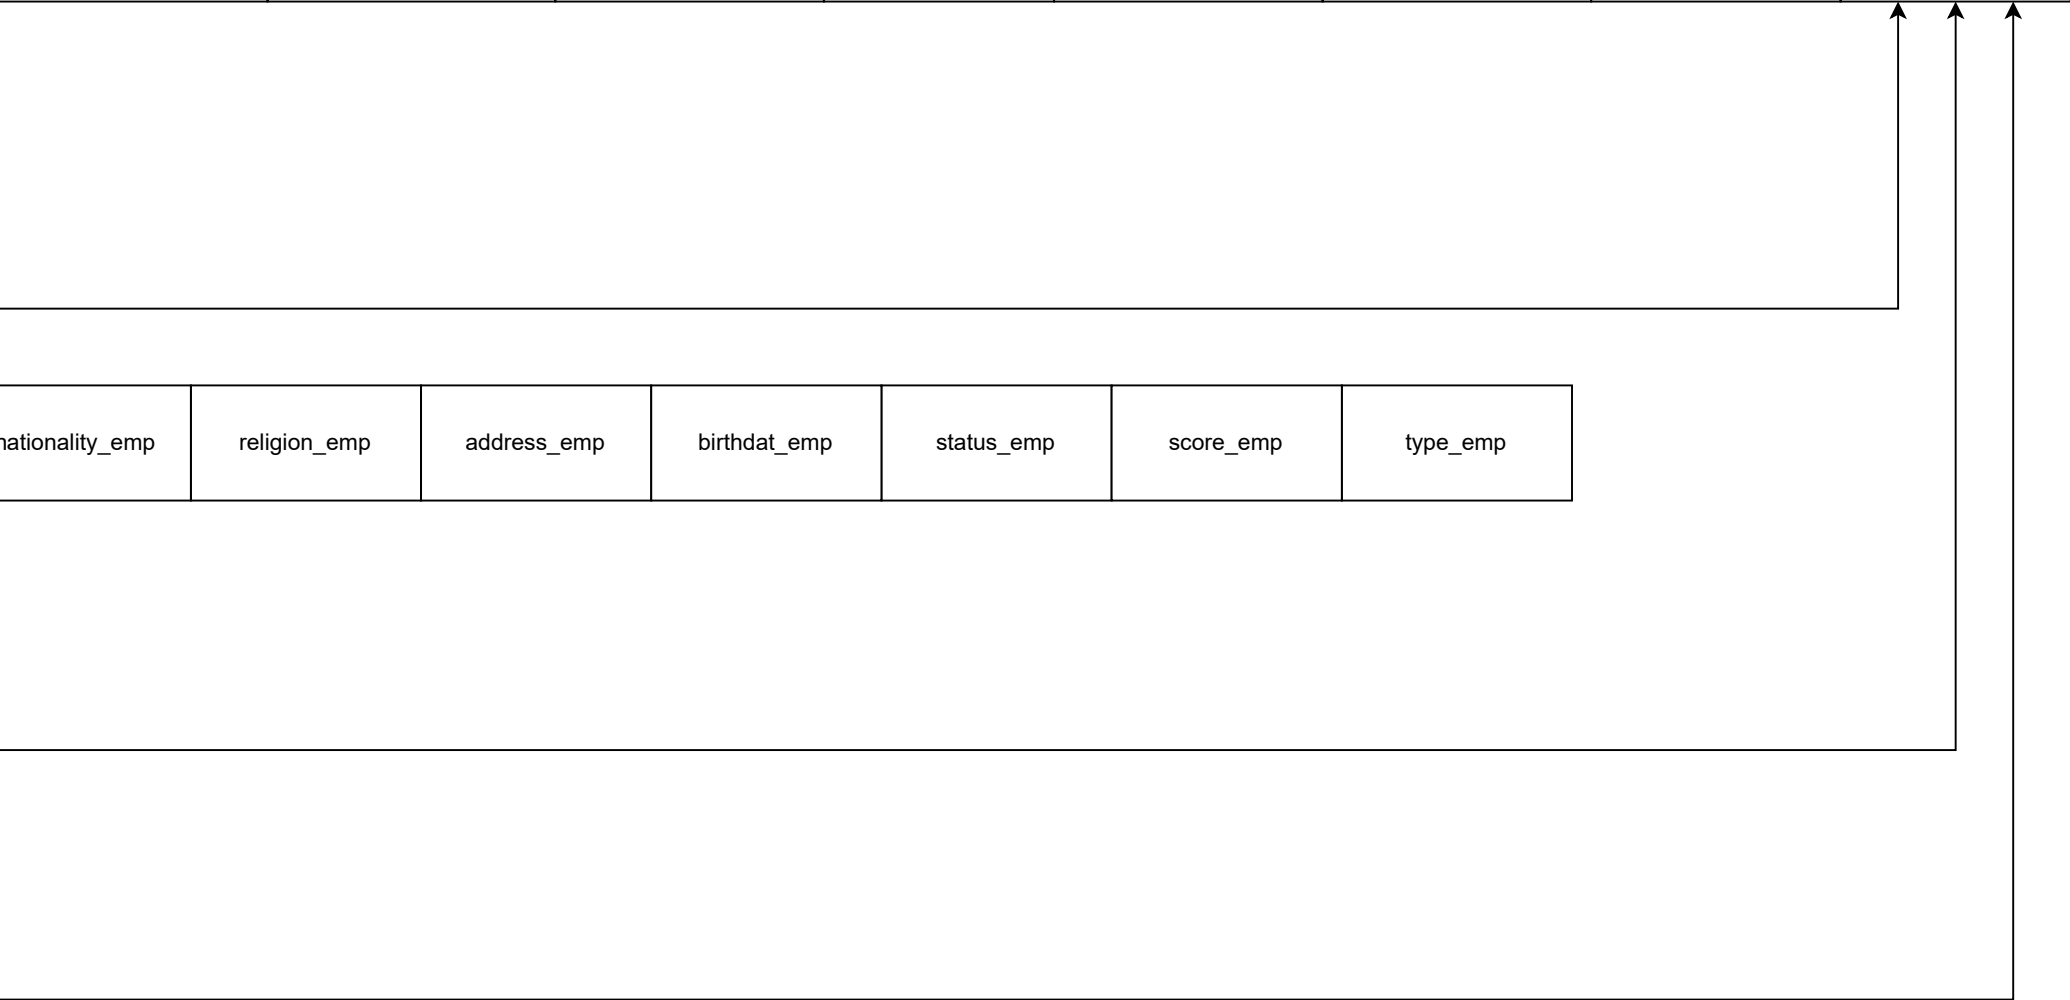 nationality_emp
religion_emp
address_emp
birthdat_emp
status_emp
score_emp
type_emp